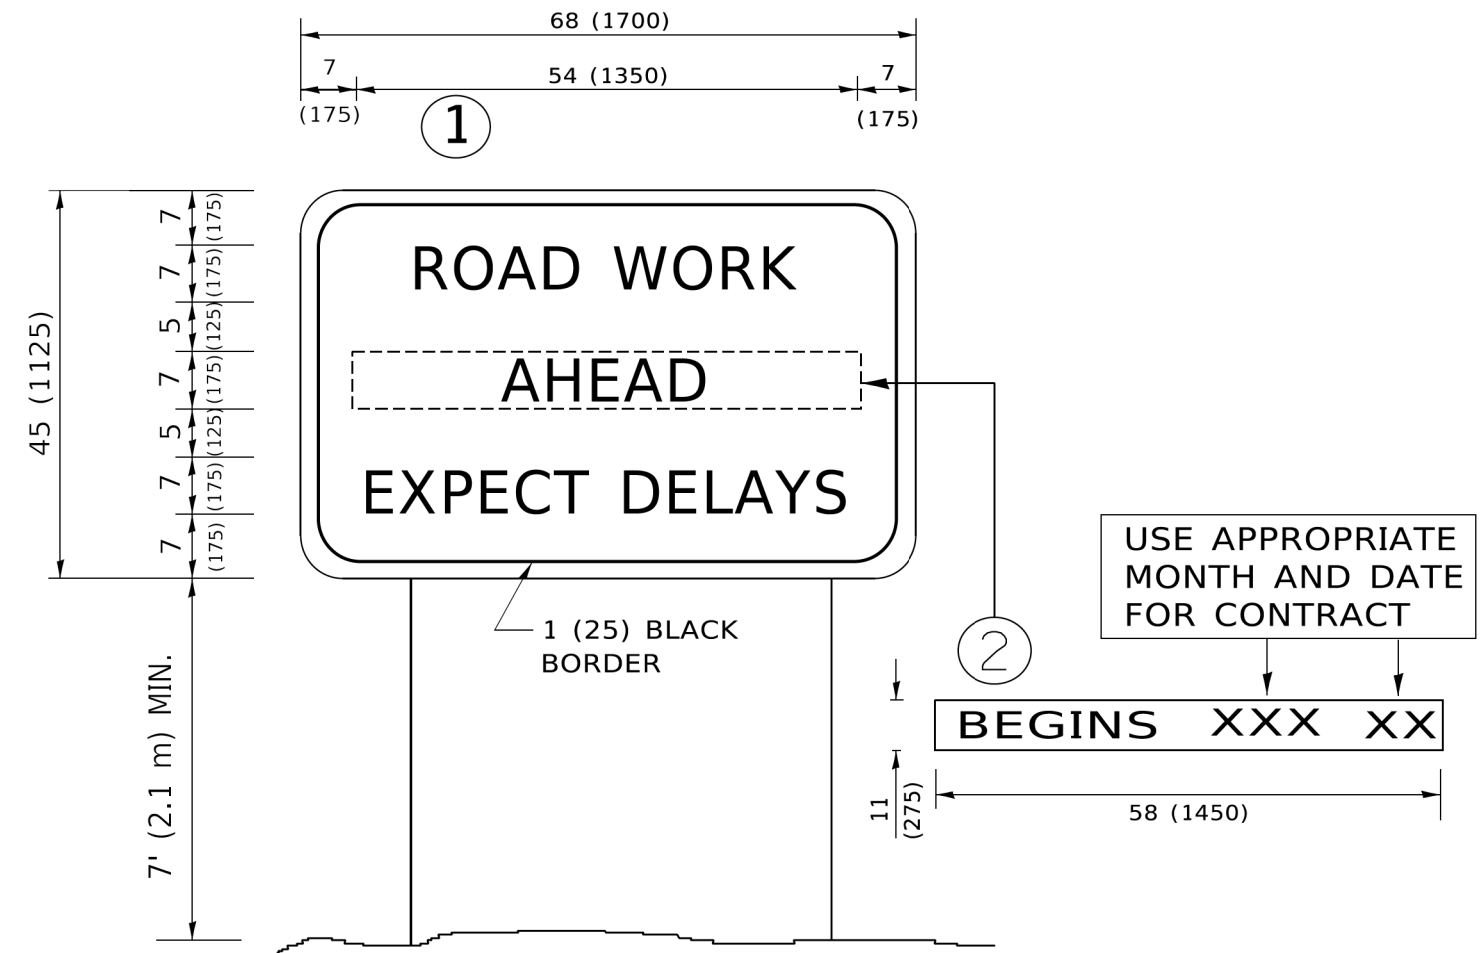 68 (1700)
7
54 (1350)
7
(175)
(175)
1
7
(175)
7
(175)
5
(125)
7
(175)
5
(125)
7
(175)
7
(175)
45 (1125)
ROAD WORK
AHEAD
EXPECT DELAYS
1 (25) BLACK
BORDER
7' (2.1 m) MIN.
2
USE APPROPRIATE
MONTH AND DATE
FOR CONTRACT
BEGINS XXX XX
11
(275)
58 (1450)